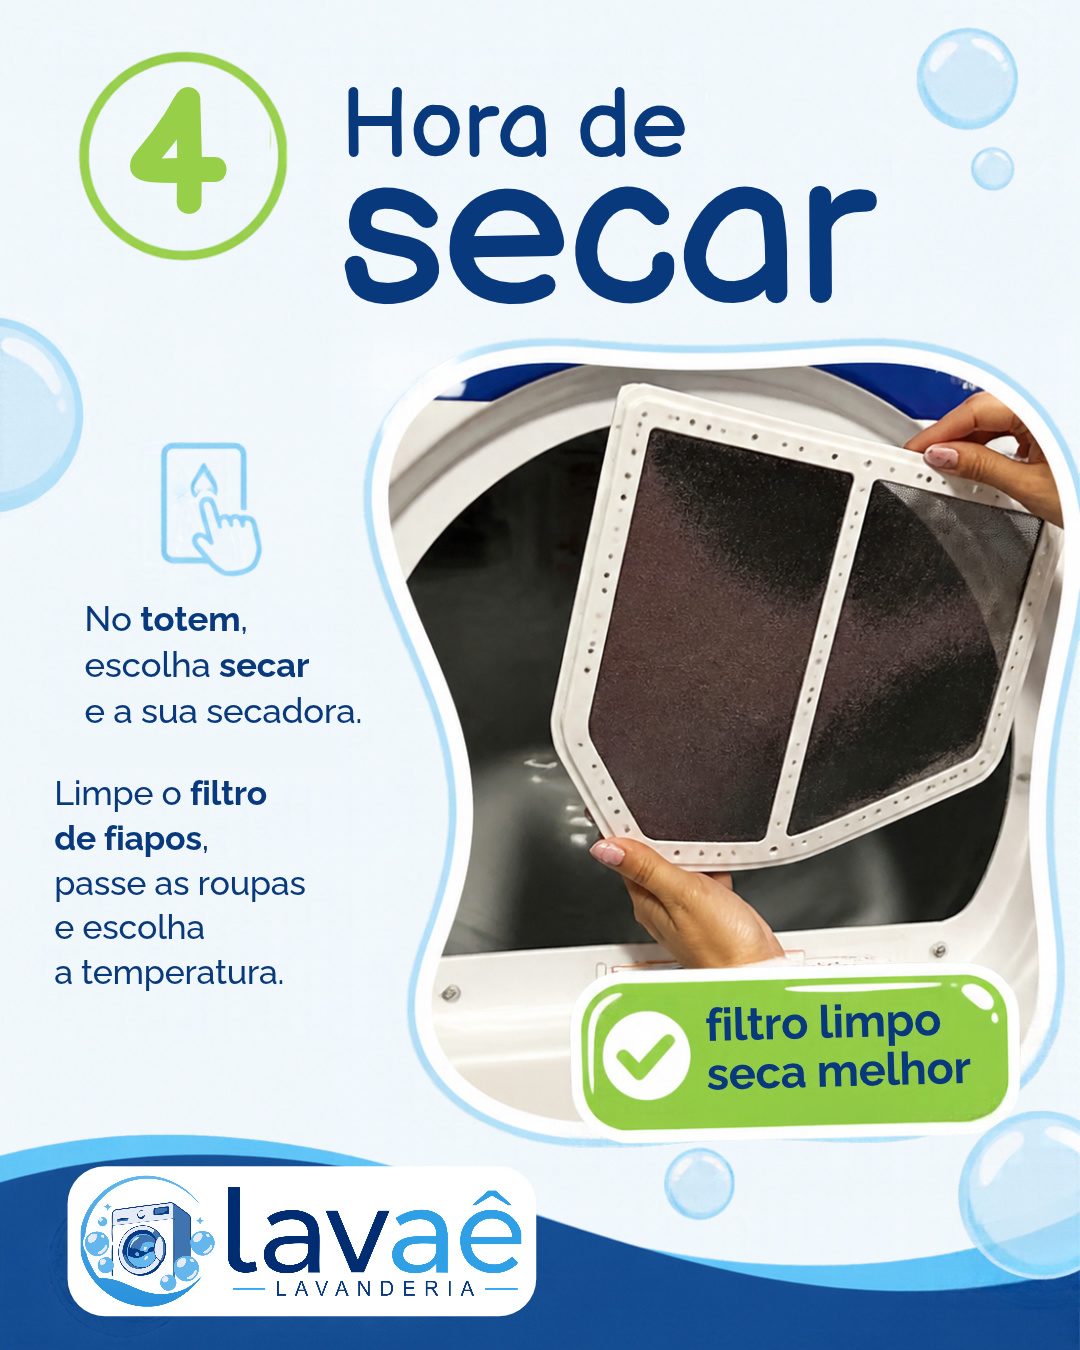 4
Hora de
secar
No totem,
escolha secar
e a sua secadora.
Limpe o filtro
de fiapos,
passe as roupas
e escolha
a temperatura.
filtro limpo
seca melhor
lavaê
LAVANDERIA